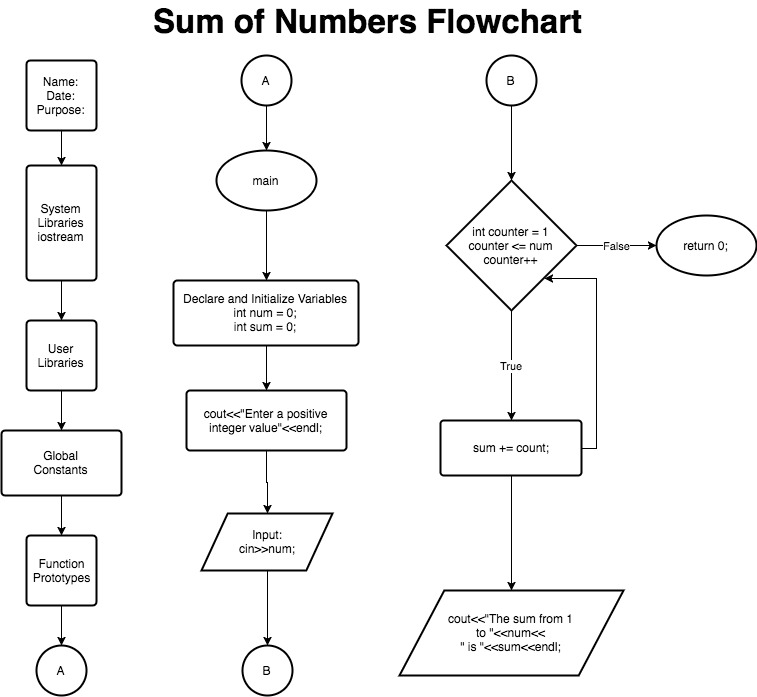 Sum of Numbers Flowchart
Name:
Date:
Purpose:
System
Libraries
iostream
User
Libraries
Global
Constants
Function
Prototypes
A
A
main
Declare and Initialize Variables
int num = 0;
int sum = 0;
cout<<"Enter a positive
integer value"<<endl;
Input:
cin>>num;
B
B
int counter = 1
counter <= num
counter++
False
return 0;
True
sum += count;
cout<<"The sum from 1
to "<<num<<
" is "<<sum<<endl;